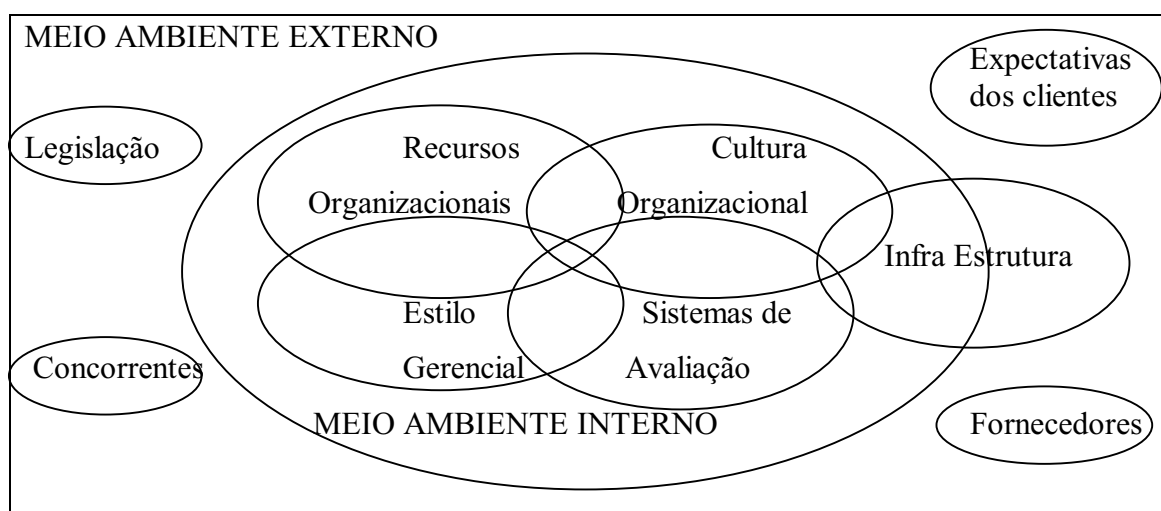 MEIO AMBIENTE EXTERNO
Expectativas
dos clientes
Legislação
Recursos
Organizacionais
Cultura
Organizacional
Infra Estrutura
Estilo
Gerencial
Sistemas de
Avaliação
Concorrentes
MEIO AMBIENTE INTERNO
Fornecedores